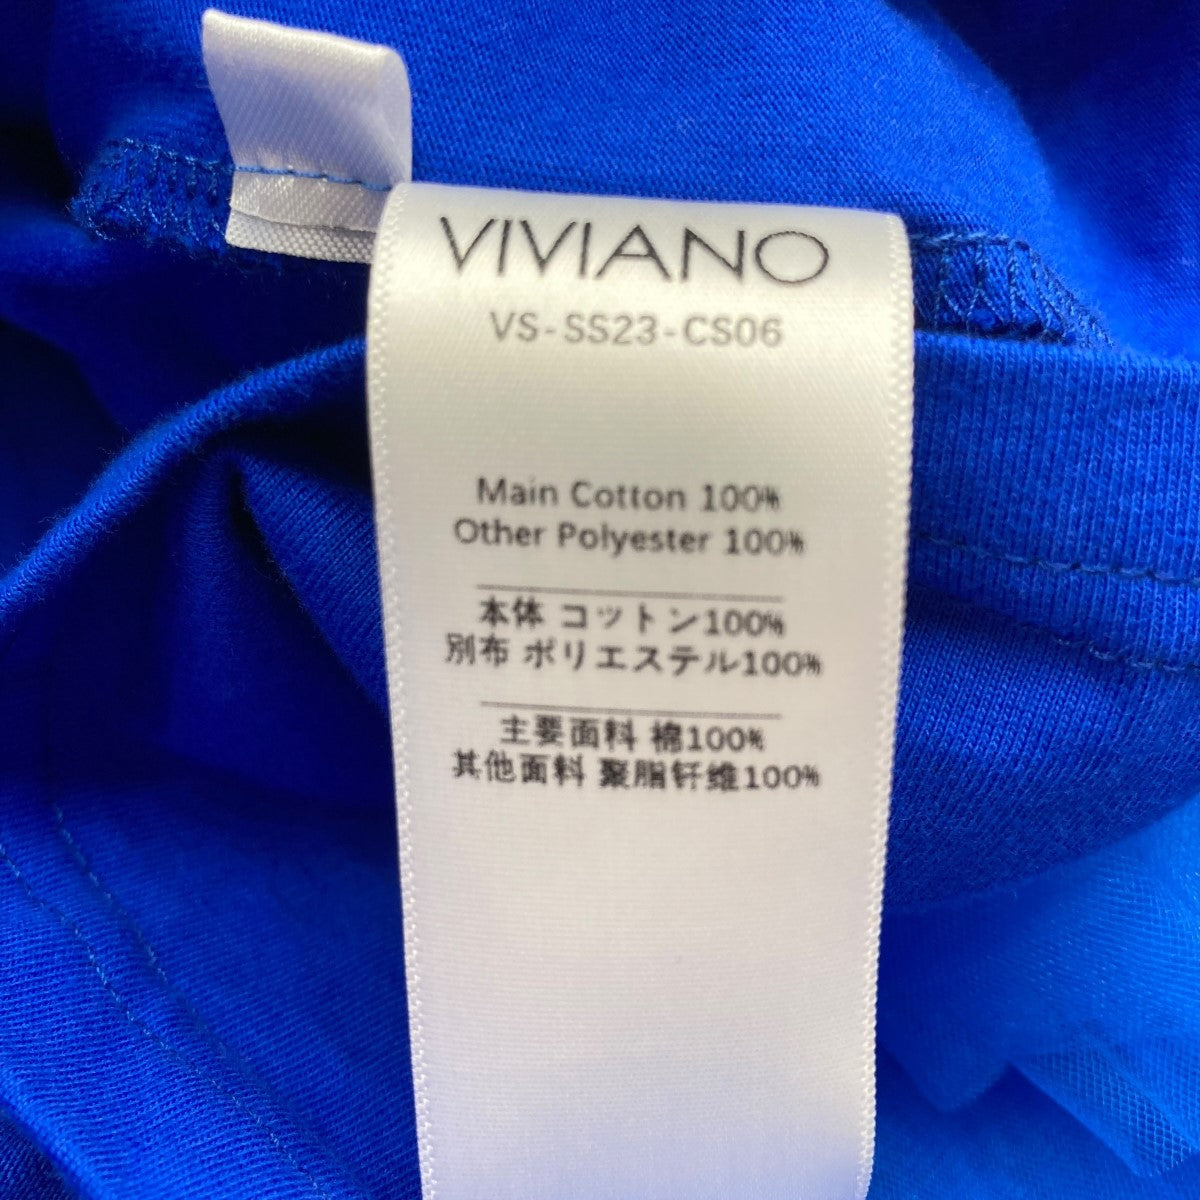 VIVIANO
VS-SS23-CS06
Main Cotton 100%
Other Polyester 100%
本体 コットン100%
別布 ポリエステル100%
主要面料 棉100%
其他面料 聚脂钎维100%